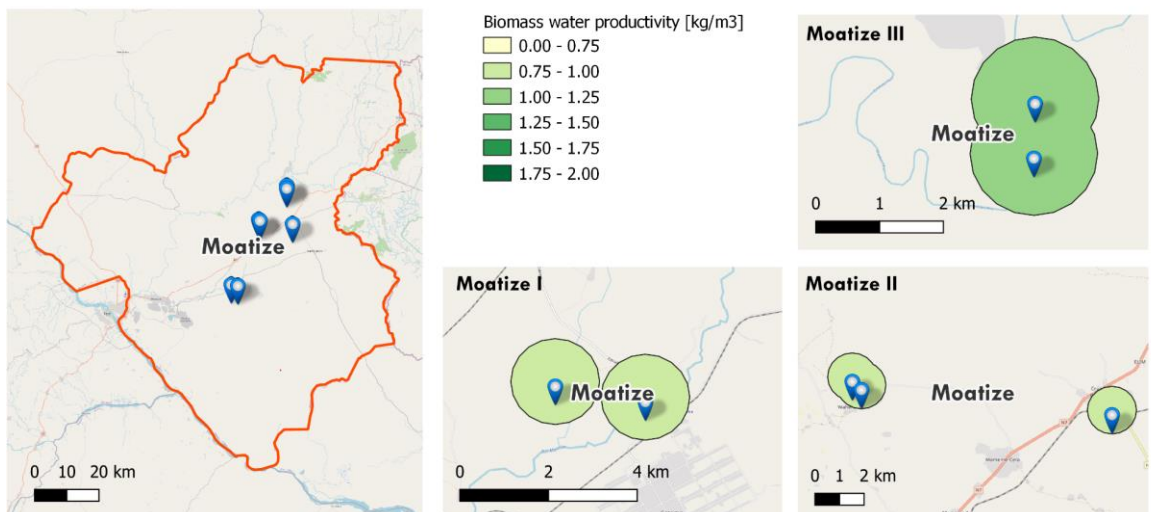 Moatize
0 10 20 km
Biomass water productivity [kg/m3]
0.00 - 0.75
0.75 - 1.00
1.00 - 1.25
1.25 - 1.50
1.50 - 1.75
1.75 - 2.00
Moatize III
Moatize
0 1 2 km
Moatize I
Moatize
0 2 4 km
Moatize II
Moatize
0 1 2 km